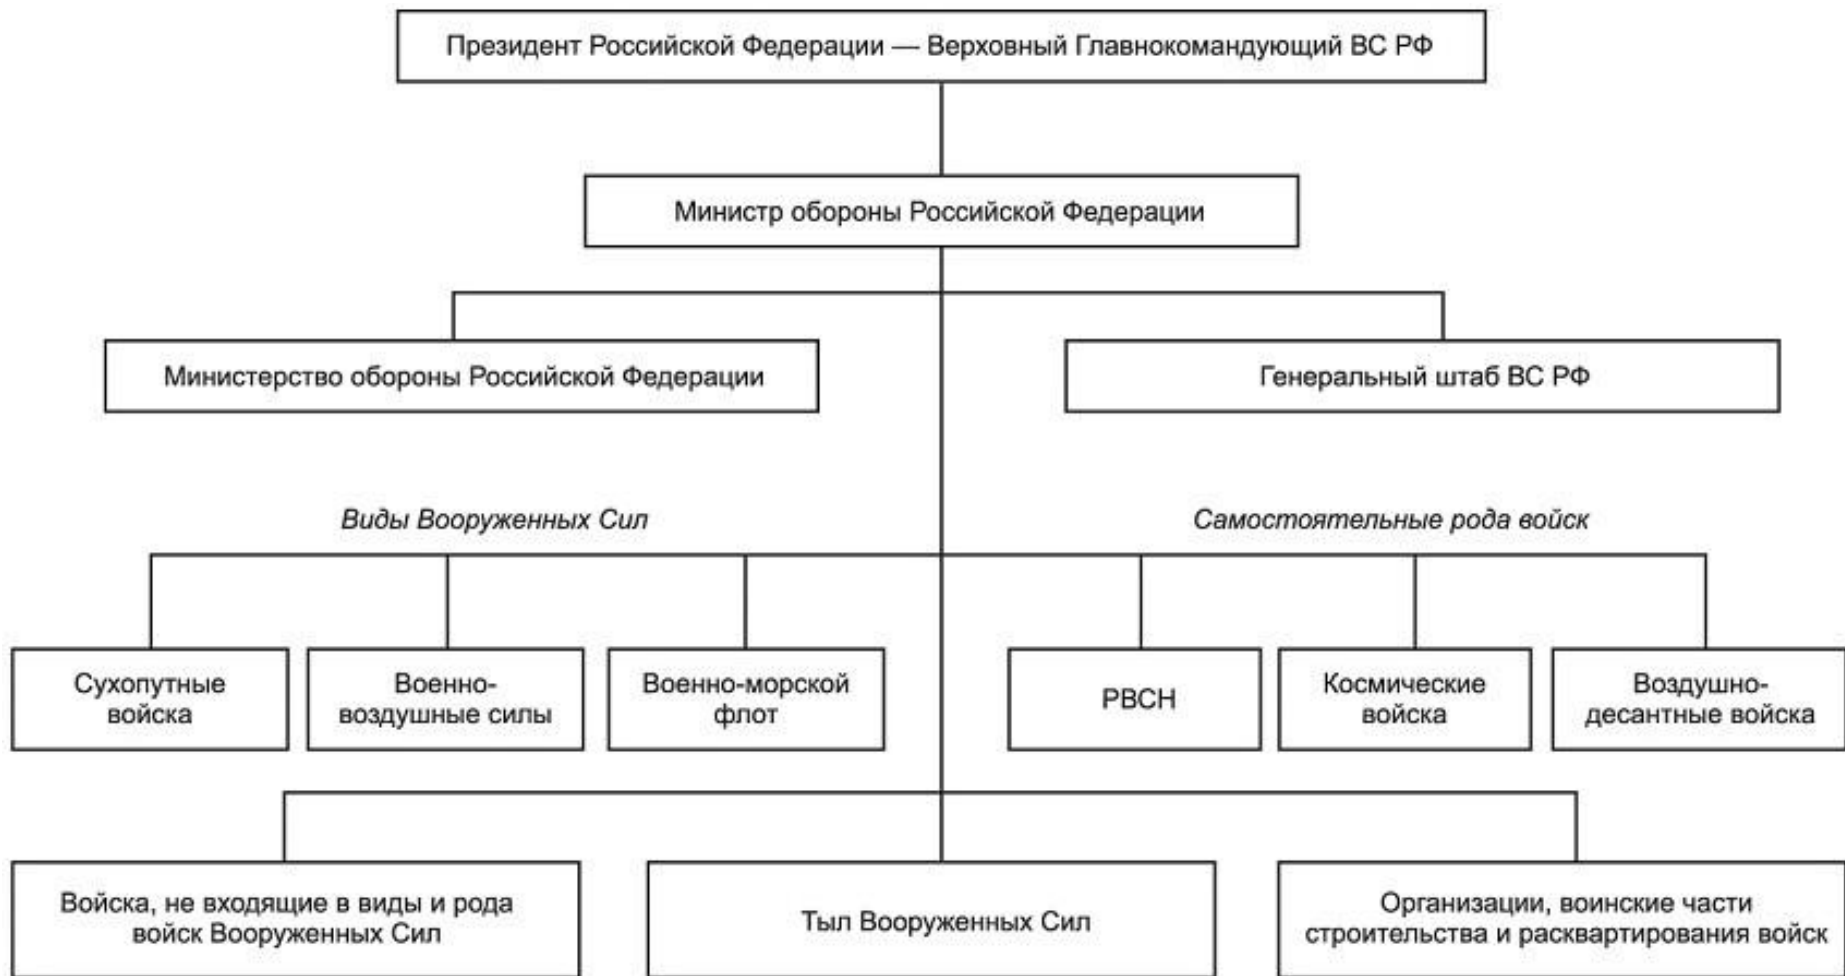 Президент Российской Федерации — Верховный Главнокомандующий ВС РФ
Министр обороны Российской Федерации
Министерство обороны Российской Федерации
Генеральный штаб ВС РФ
Виды Вооруженных Сил
Самостоятельные рода войск
Сухопутные
войска
Военно-
воздушные силы
Военно-морской
флот
РВСН
Космические
войска
Воздушно-
десантные войска
Войска, не входящие в виды и рода
войск Вооруженных Сил
Тыл Вооруженных Сил
Организации, воинские части
строительства и расквартирования войск